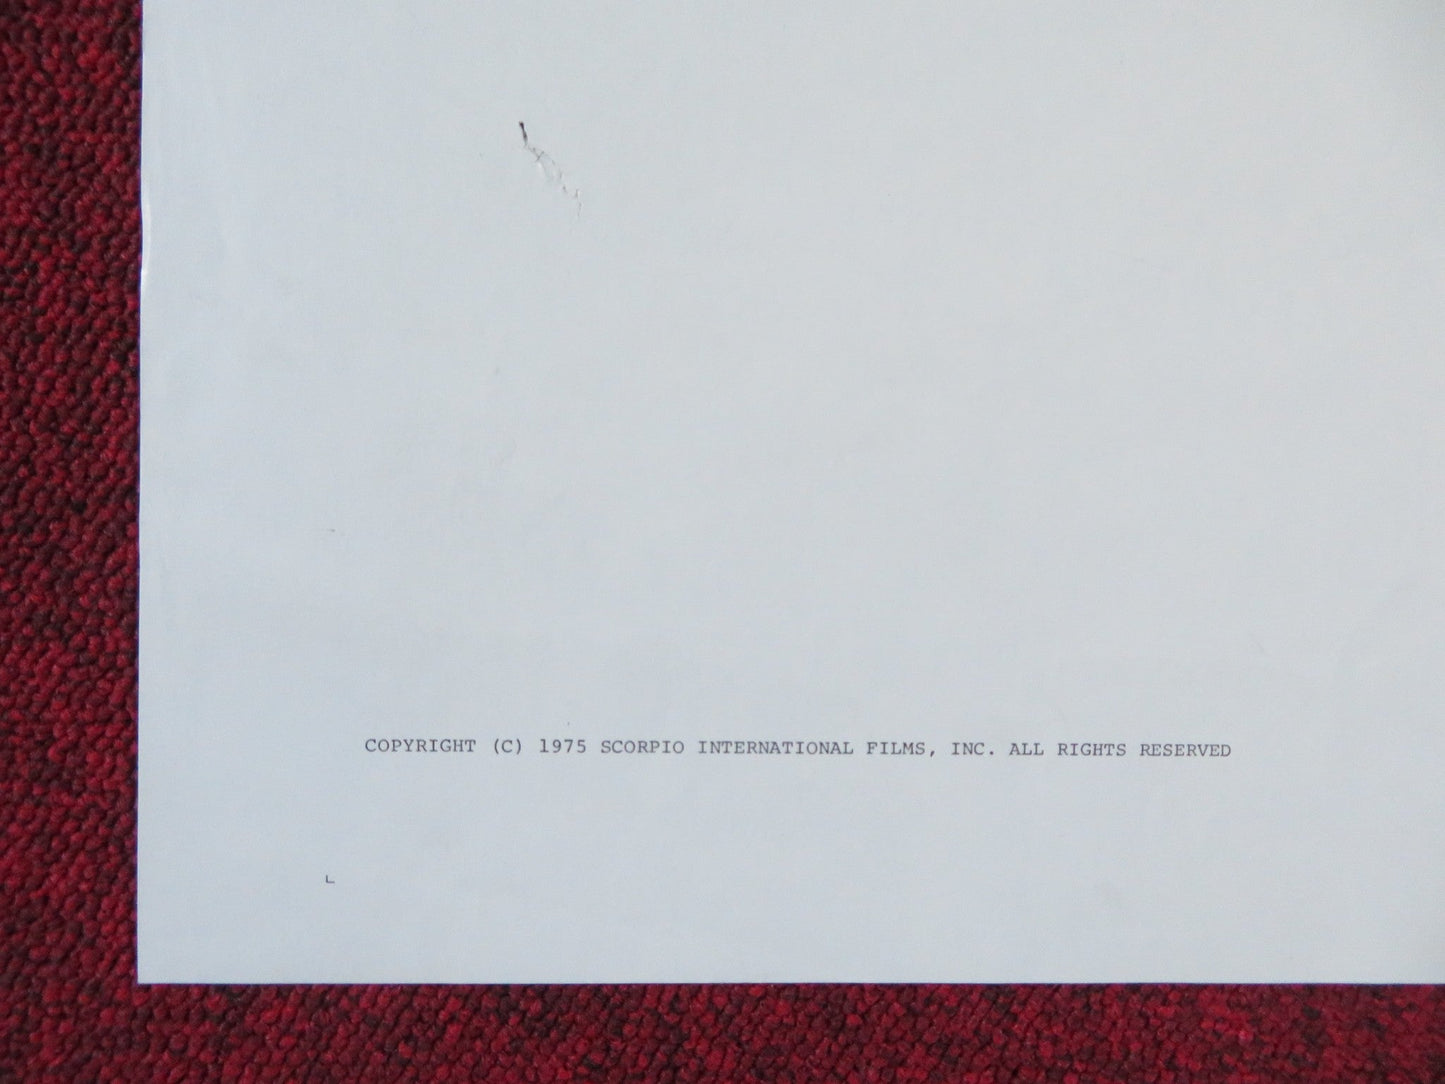 COPYRIGHT (C) 1975 SCORPIO INTERNATIONAL FILMS, INC. ALL RIGHTS RESERVED